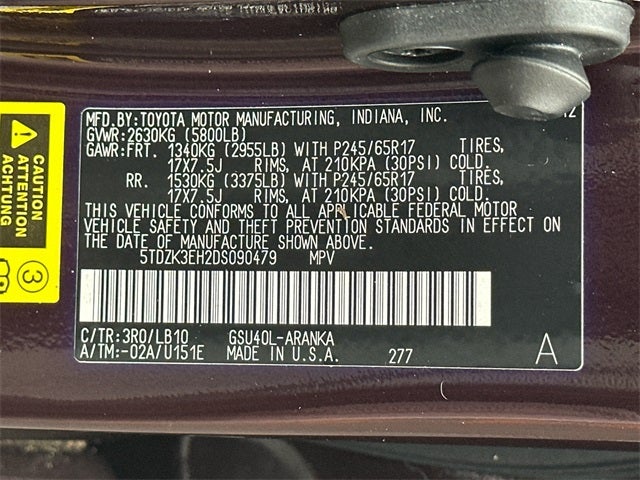 12
MFD.BY:TOYOTA MOTOR MANUFACTURING, INDIANA, INC.
GVWR:2630KG (5800LB)
GAWR:FRT. 1340KG (2955LB) WITH P245/65R17 TIRES,
17X7.5J RIMS, AT 210KPA (30PSI) COLD.
RR. 1530KG (3375LB) WITH P245/65R17 TIRES,
17X7.5J RIMS, AT 210KPA (30PSI) COLD.
THIS VEHICLE CONFORMS TO ALL APPLICABLE FEDERAL MOTOR
VEHICLE SAFETY AND THEFT PREVENTION STANDARDS IN EFFECT ON
THE DATE OF MANUFACTURE SHOWN ABOVE.
5TDZK3EH2DS090479 MPV
C/TR:3R0/LB10 GSU40L-ARANKA
A/TM:-02A/U151E MADE IN U.S.A. 277 A
CAUTION
ATTENTION
ACHTUNG
3